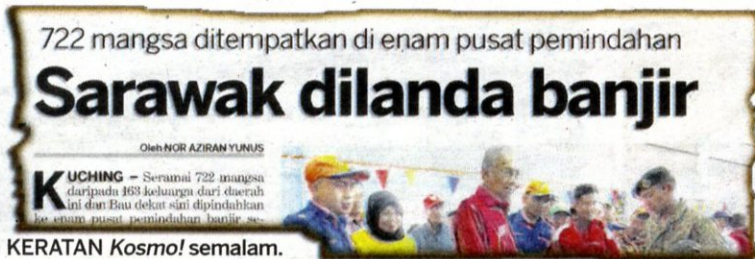 722 mangsa ditempatkan di enam pusat pemindahan
Sarawak dilanda banjir
Oleh NOR AZIRAN YUNUS
KUCHING – Seramai 722 mangsa
daripada 163 keluarga dari daerah
ini dan Bau dekat sini dipindahkan
ke enam pusat pemindahan banjir se-
KERATAN Kosmo! semalam.